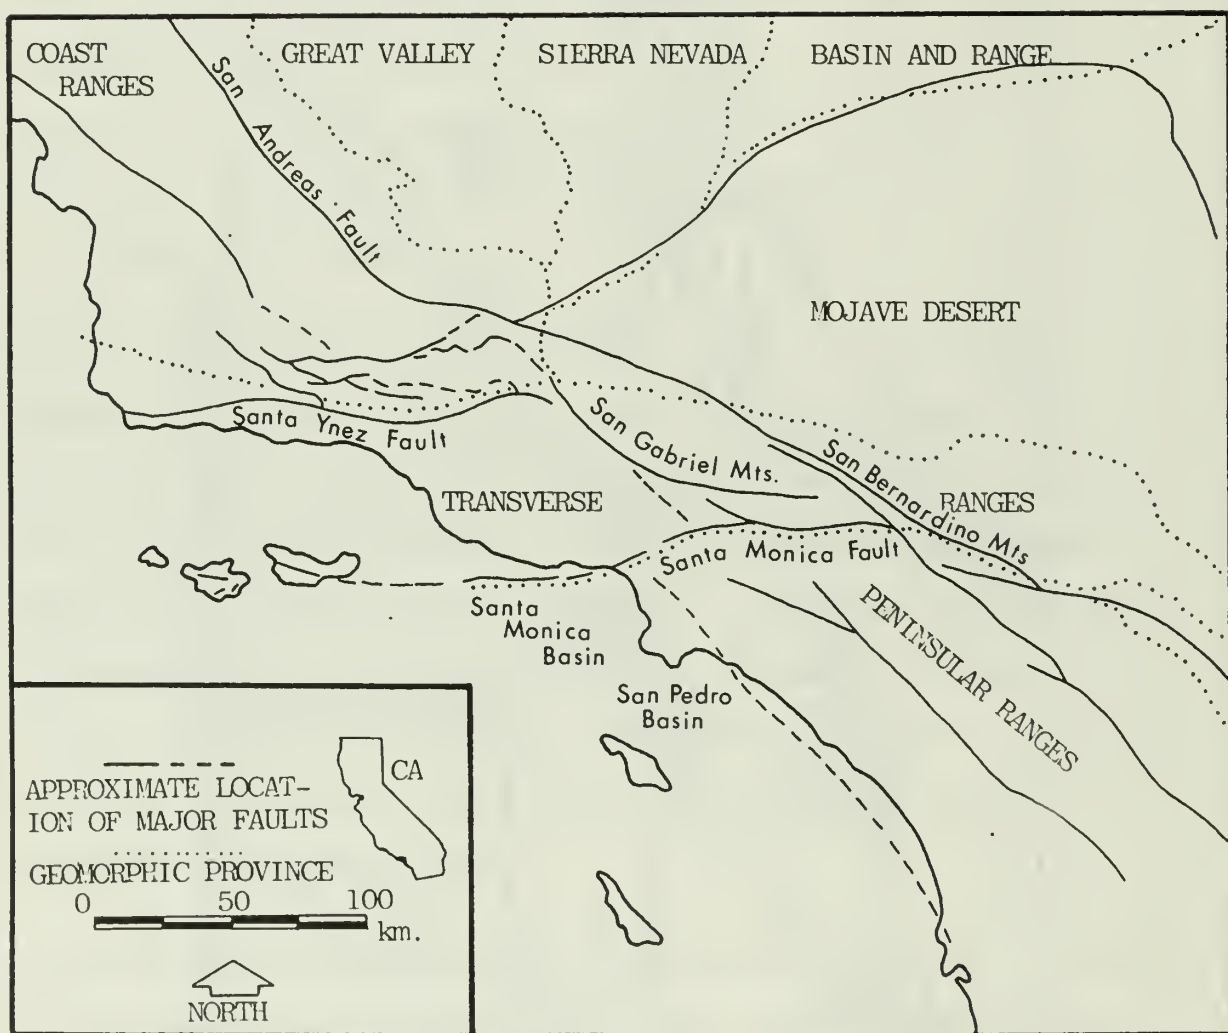 COAST
RANGES
GREAT VALLEY
SIERRA NEVADA
BASIN AND RANGE
San Andreas Fault
MOJAVE DESERT
Santa Ynez Fault
San Gabriel Mts.
San Bernardino Mts
TRANSVERSE
RANGES
Santa Monica Fault
Santa
Monica
Basin
PENINSULAR RANGES
San Pedro
Basin
CA
APPROXIMATE LOCAT-
ION OF MAJOR FAULTS
GEOMORPHIC PROVINCE
0 50 100
km.
NORTH